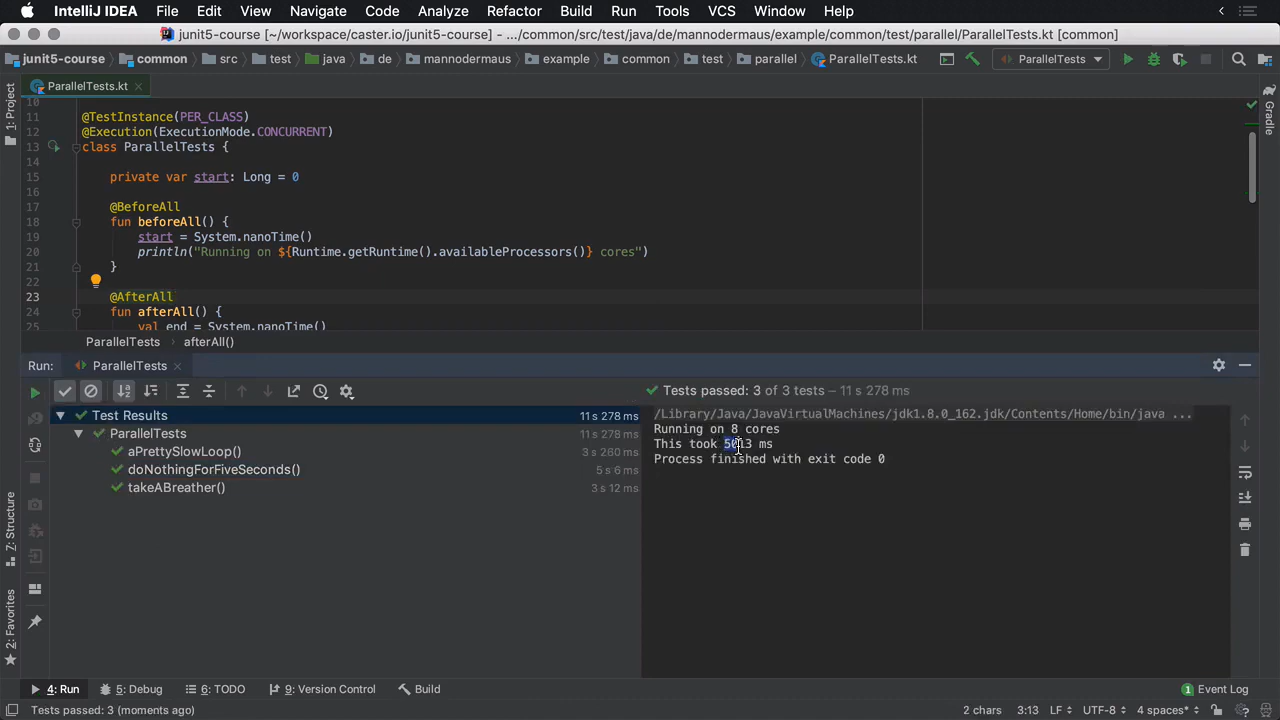 IntelliJ IDEA File Edit View Navigate Code Analyze Refactor Build Run Tools VCS Window Help
junit5-course [~/workspace/caster.io/junit5-course] – .../common/src/test/java/de/mannodermaus/example/common/test/parallel/ParallelTests.kt [common]
junit5-course common src test java de mannodermaus example common test parallel ParallelTests.kt ParallelTests
ParallelTests.kt
10
11 @TestInstance(PER_CLASS)
12 @Execution(ExecutionMode.CONCURRENT)
13 class ParallelTests {
14
15 private var start: Long = 0
16
17 @BeforeAll
18 fun beforeAll() {
19 start = System.nanoTime()
20 println("Running on ${Runtime.getRuntime().availableProcessors()} cores")
21 }
22
23 @AfterAll
24 fun afterAll() {
25 val end = System.nanoTime()
1: Project
Gradle
ParallelTests afterAll()
Run: ParallelTests
Tests passed: 3 of 3 tests – 11 s 278 ms
Test Results 11 s 278 ms
ParallelTests 11 s 278 ms
aPrettySlowLoop() 3 s 260 ms
doNothingForFiveSeconds() 5 s 6 ms
takeABreather() 3 s 12 ms
/Library/Java/JavaVirtualMachines/jdk1.8.0_162.jdk/Contents/Home/bin/java ...
Running on 8 cores
This took 5013 ms
Process finished with exit code 0
Z: Structure
2: Favorites
4: Run 5: Debug 6: TODO 9: Version Control Build 1 Event Log
Tests passed: 3 (moments ago) 2 chars 3:13 LF UTF-8 4 spaces*